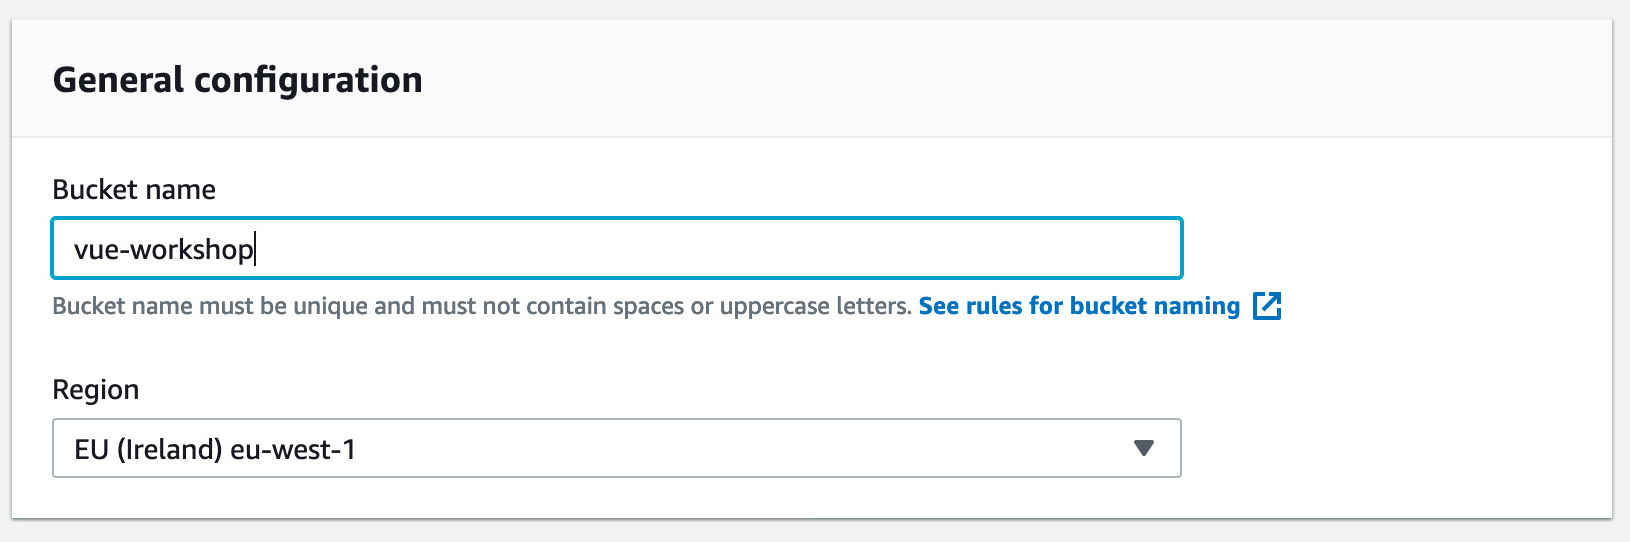 General configuration
Bucket name
vue-workshop
Bucket name must be unique and must not contain spaces or uppercase letters. See rules for bucket naming
Region
EU (Ireland) eu-west-1